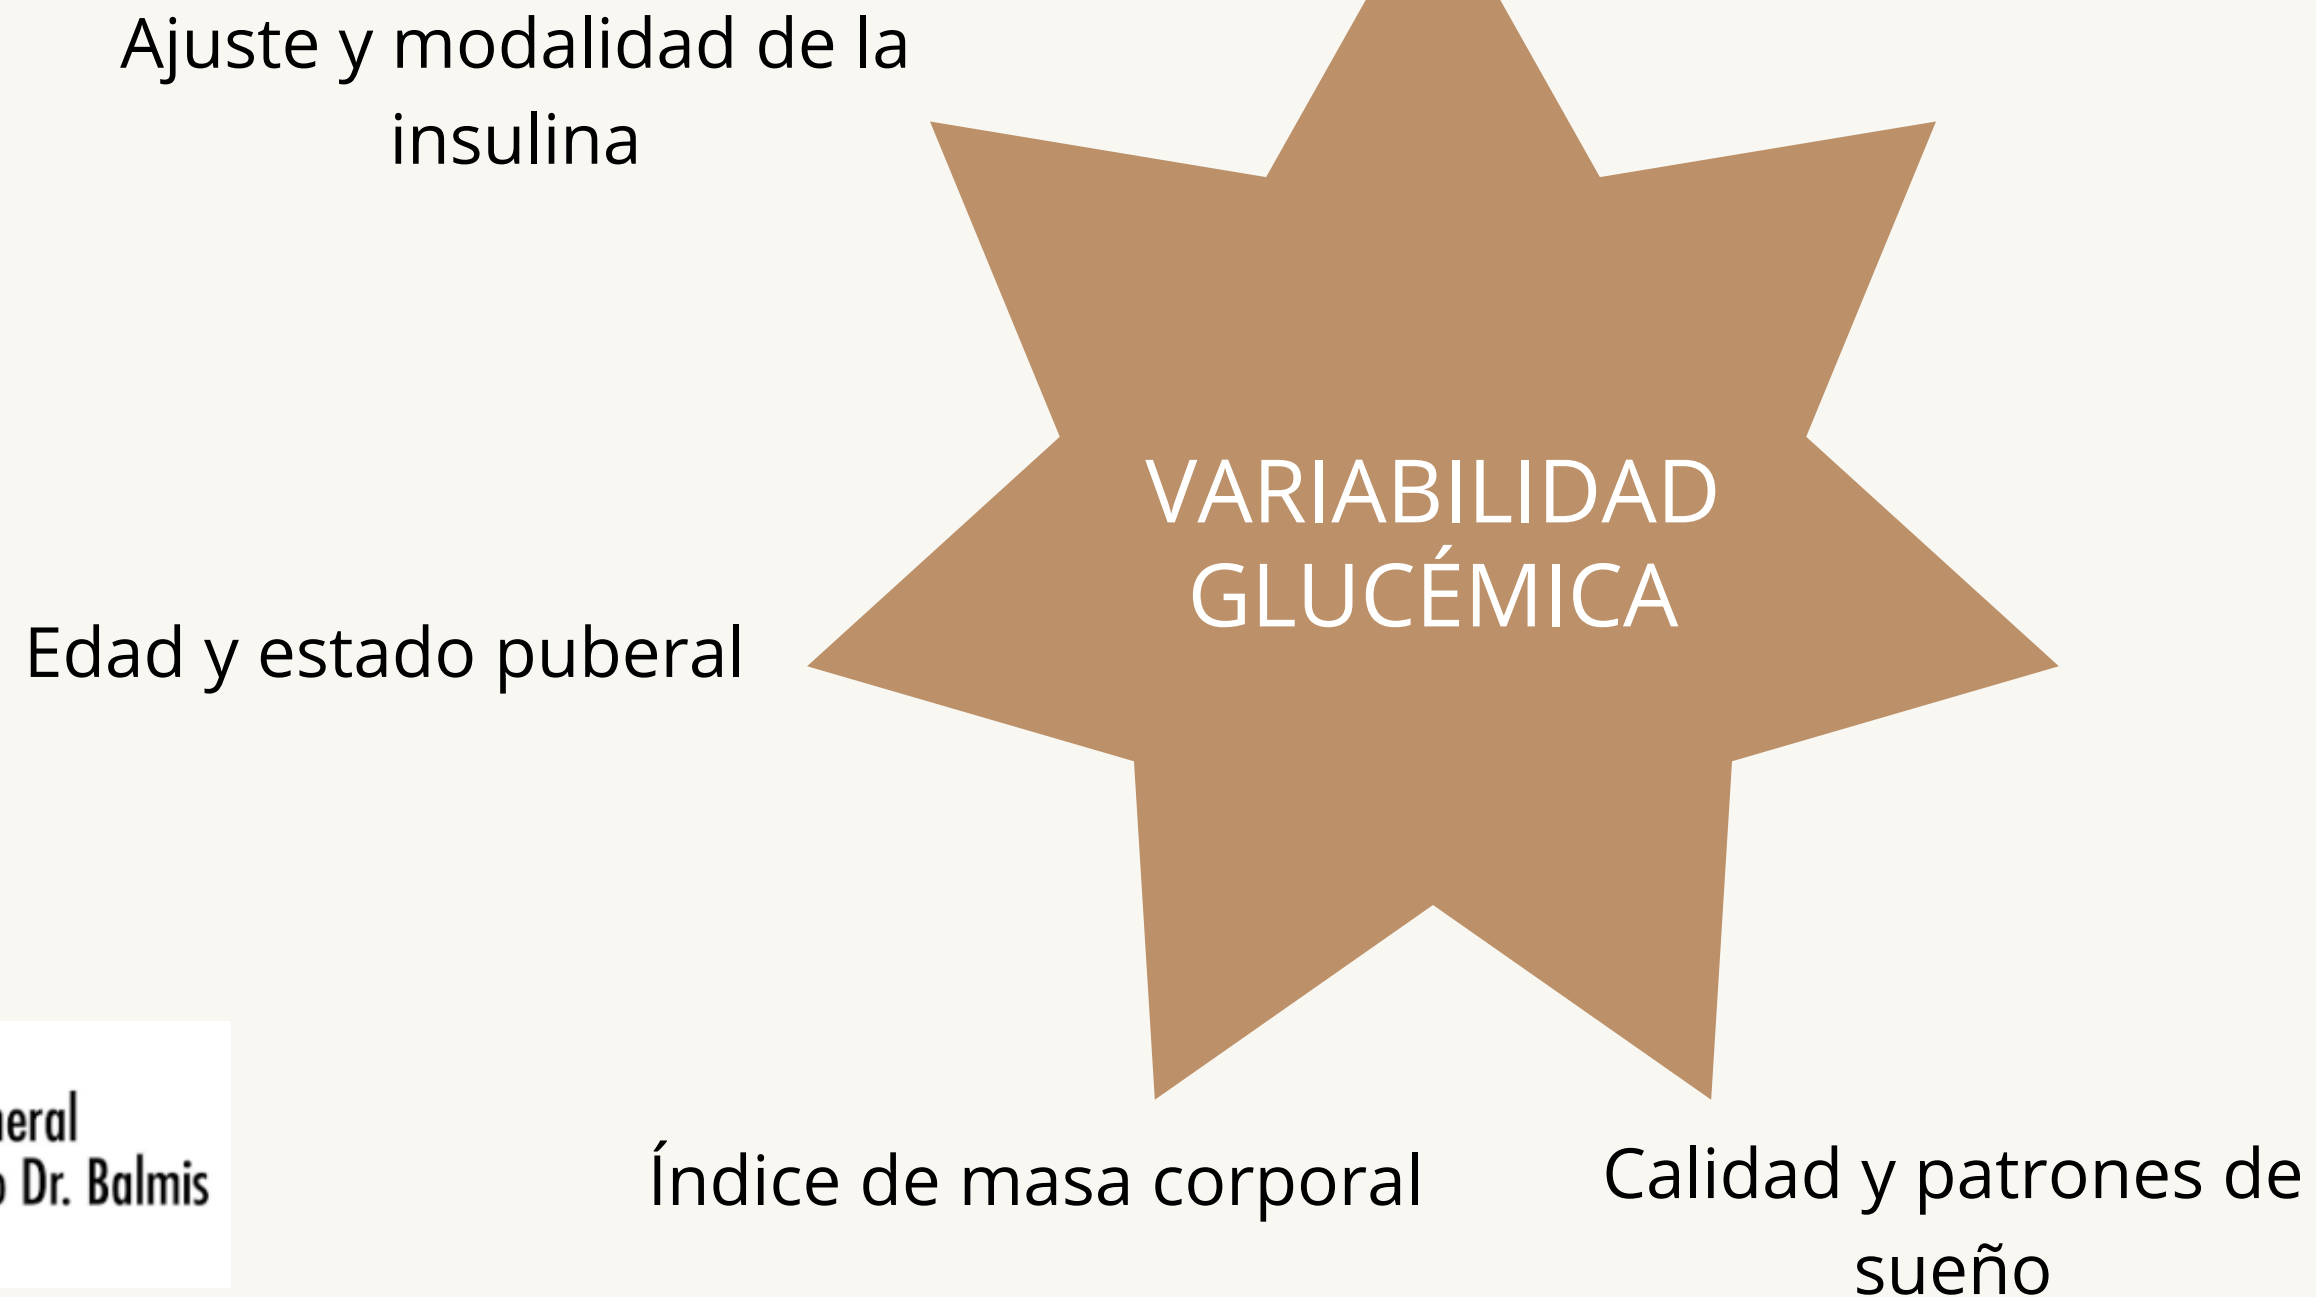 Ajuste y modalidad de la
insulina
VARIABILIDAD
GLUCÉMICA
Edad y estado puberal
Dr. Balmis
Índice de masa corporal
Calidad y patrones de
sueño